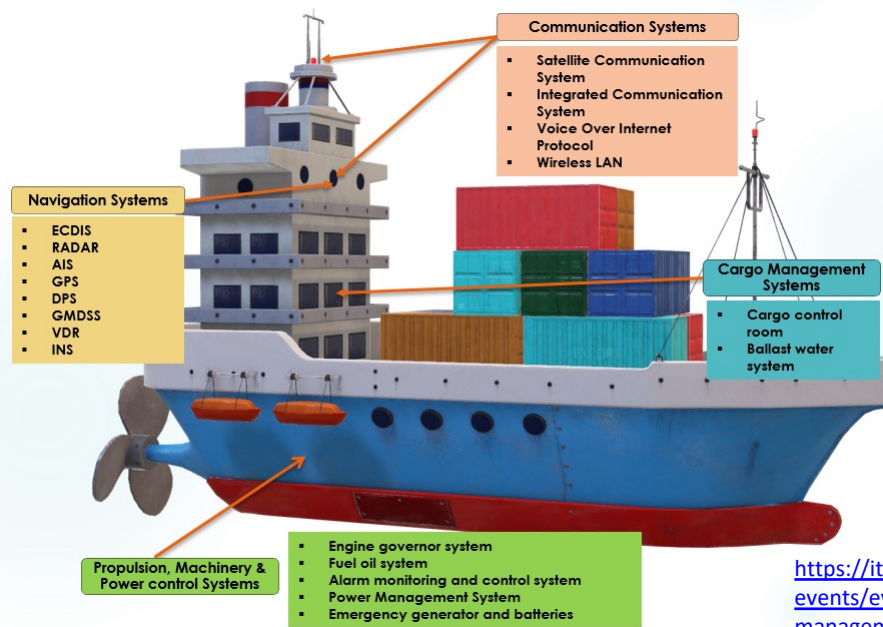 Communication Systems
▪ Satellite Communication
System
▪ Integrated Communication
System
▪ Voice Over Internet
Protocol
▪ Wireless LAN
Navigation Systems
▪ ECDIS
▪ RADAR
▪ AIS
▪ GPS
▪ DPS
▪ GMDSS
▪ VDR
▪ INS
Cargo Management
Systems
▪ Cargo control
room
▪ Ballast water
system
Propulsion, Machinery &
Power control Systems
▪ Engine governor system
▪ Fuel oil system
▪ Alarm monitoring and control system
▪ Power Management System
▪ Emergency generator and batteries
https://it
events/ev
managem